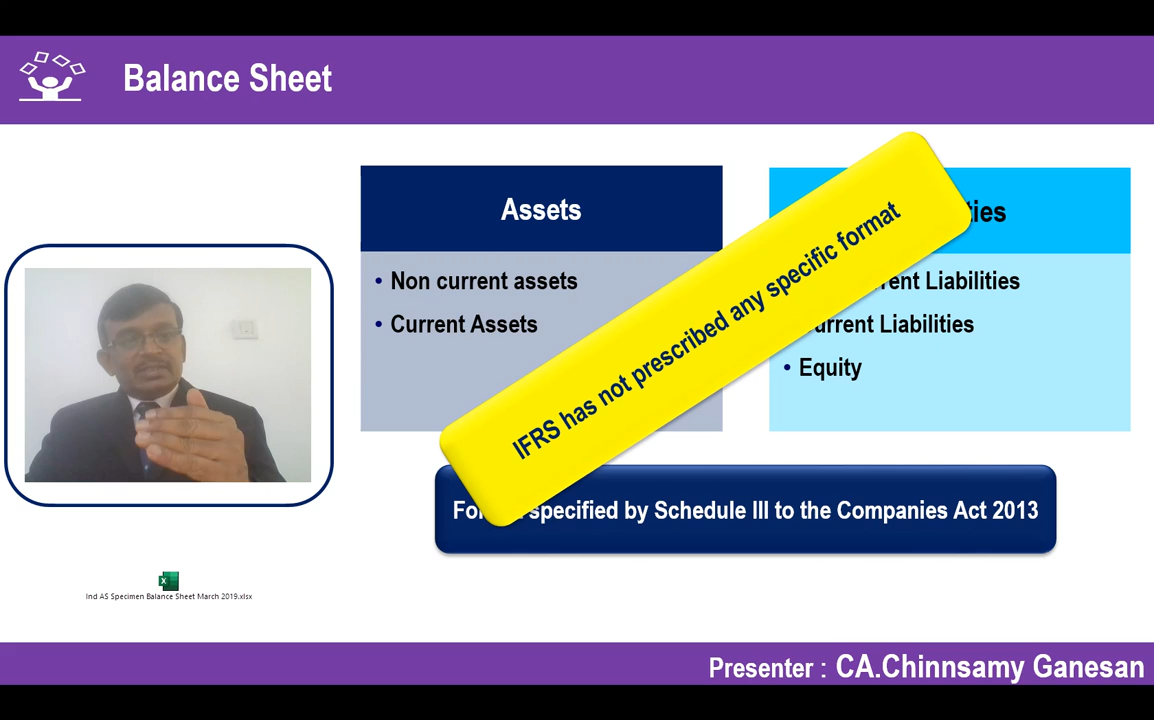 Balance Sheet
Assets
ties
Non current assets
Current Assets
rent Liabilities
urrent Liabilities
Equity
IFRS has not prescribed any specific format
specified by Schedule III to the Companies Act 2013
Ind AS Specimen Balance Sheet March 2019.xlsx
Presenter : CA.Chinnsamy Ganesan